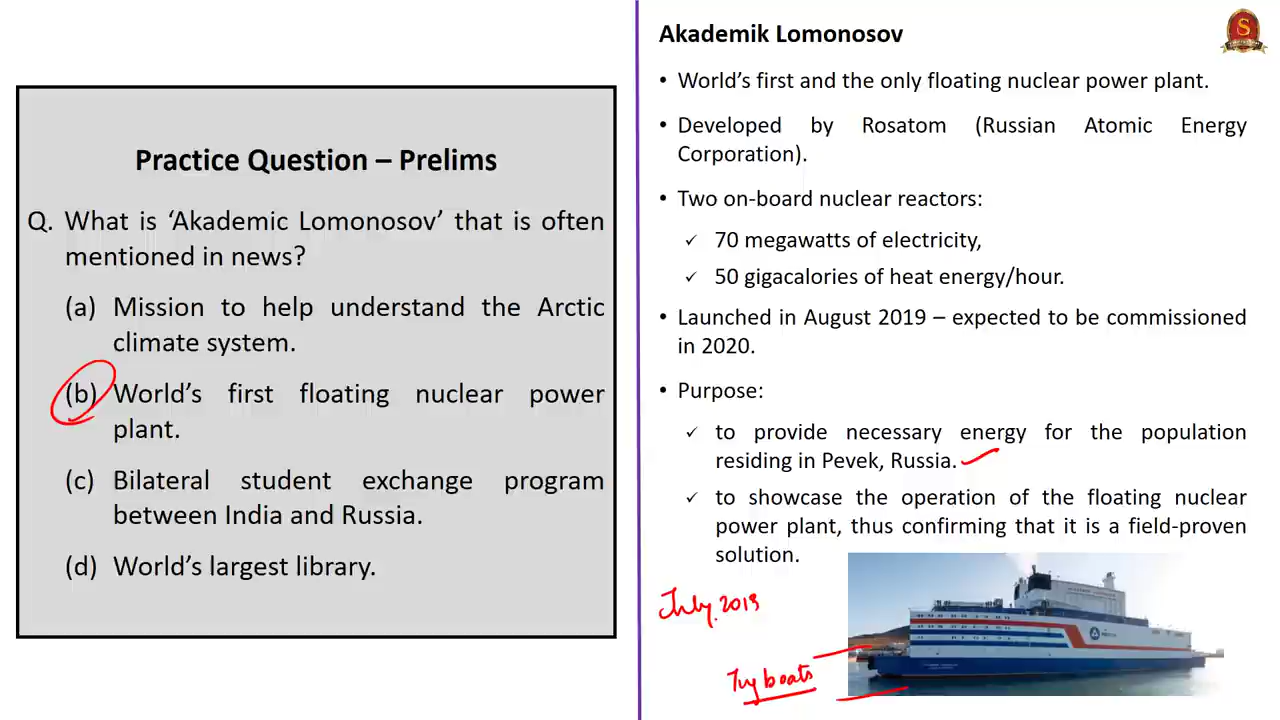 Practice Question – Prelims
Q. What is ‘Akademic Lomonosov’ that is often
mentioned in news?
(a) Mission to help understand the Arctic
climate system.
(b) World’s first floating nuclear power
plant.
(c) Bilateral student exchange program
between India and Russia.
(d) World’s largest library.
Akademik Lomonosov
S
• World’s first and the only floating nuclear power plant.
• Developed by Rosatom (Russian Atomic Energy
Corporation).
• Two on-board nuclear reactors:
✓ 70 megawatts of electricity,
✓ 50 gigacalories of heat energy/hour.
• Launched in August 2019 – expected to be commissioned
in 2020.
• Purpose:
✓ to provide necessary energy for the population
residing in Pevek, Russia.
✓ to showcase the operation of the floating nuclear
power plant, thus confirming that it is a field-proven
solution.
July.2019
Tug boats